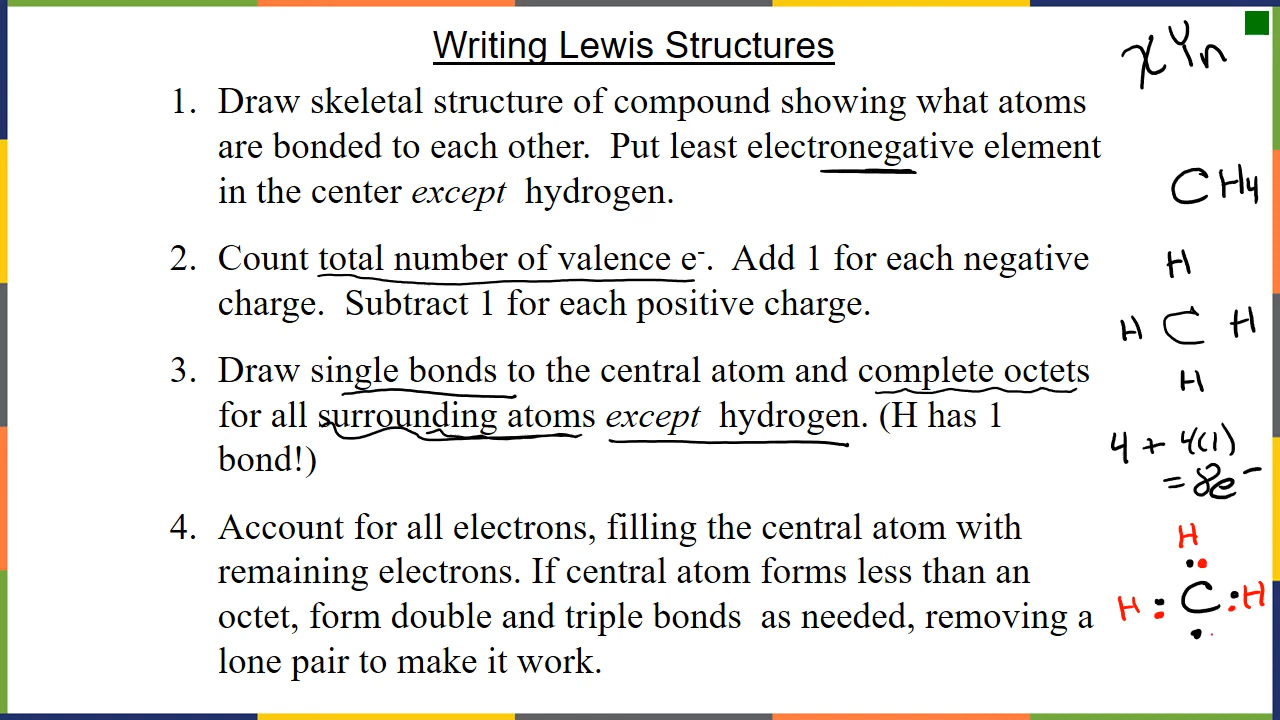 Writing Lewis Structures
1. Draw skeletal structure of compound showing what atoms
are bonded to each other. Put least electronegative element
in the center except hydrogen.
2. Count total number of valence e⁻. Add 1 for each negative
charge. Subtract 1 for each positive charge.
3. Draw single bonds to the central atom and complete octets
for all surrounding atoms except hydrogen. (H has 1
bond!)
4. Account for all electrons, filling the central atom with
remaining electrons. If central atom forms less than an
octet, form double and triple bonds as needed, removing a
lone pair to make it work.
XYn
CH4
H
H C H
H
4 + 4(1)
= 8e⁻
H
H : C : H